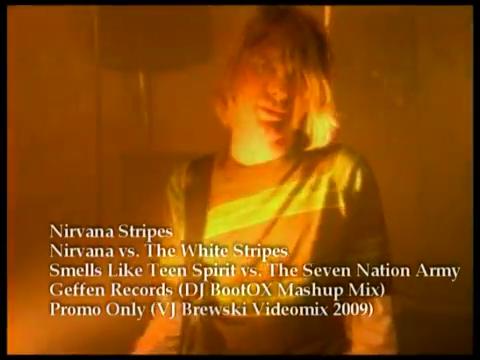 Nirvana Stripes
Nirvana vs. The White Stripes
Smells Like Teen Spirit vs. The Seven Nation Army
Geffen Records (DJ BootOX Mashup Mix)
Promo Only (VJ Brewski Videomix 2009)